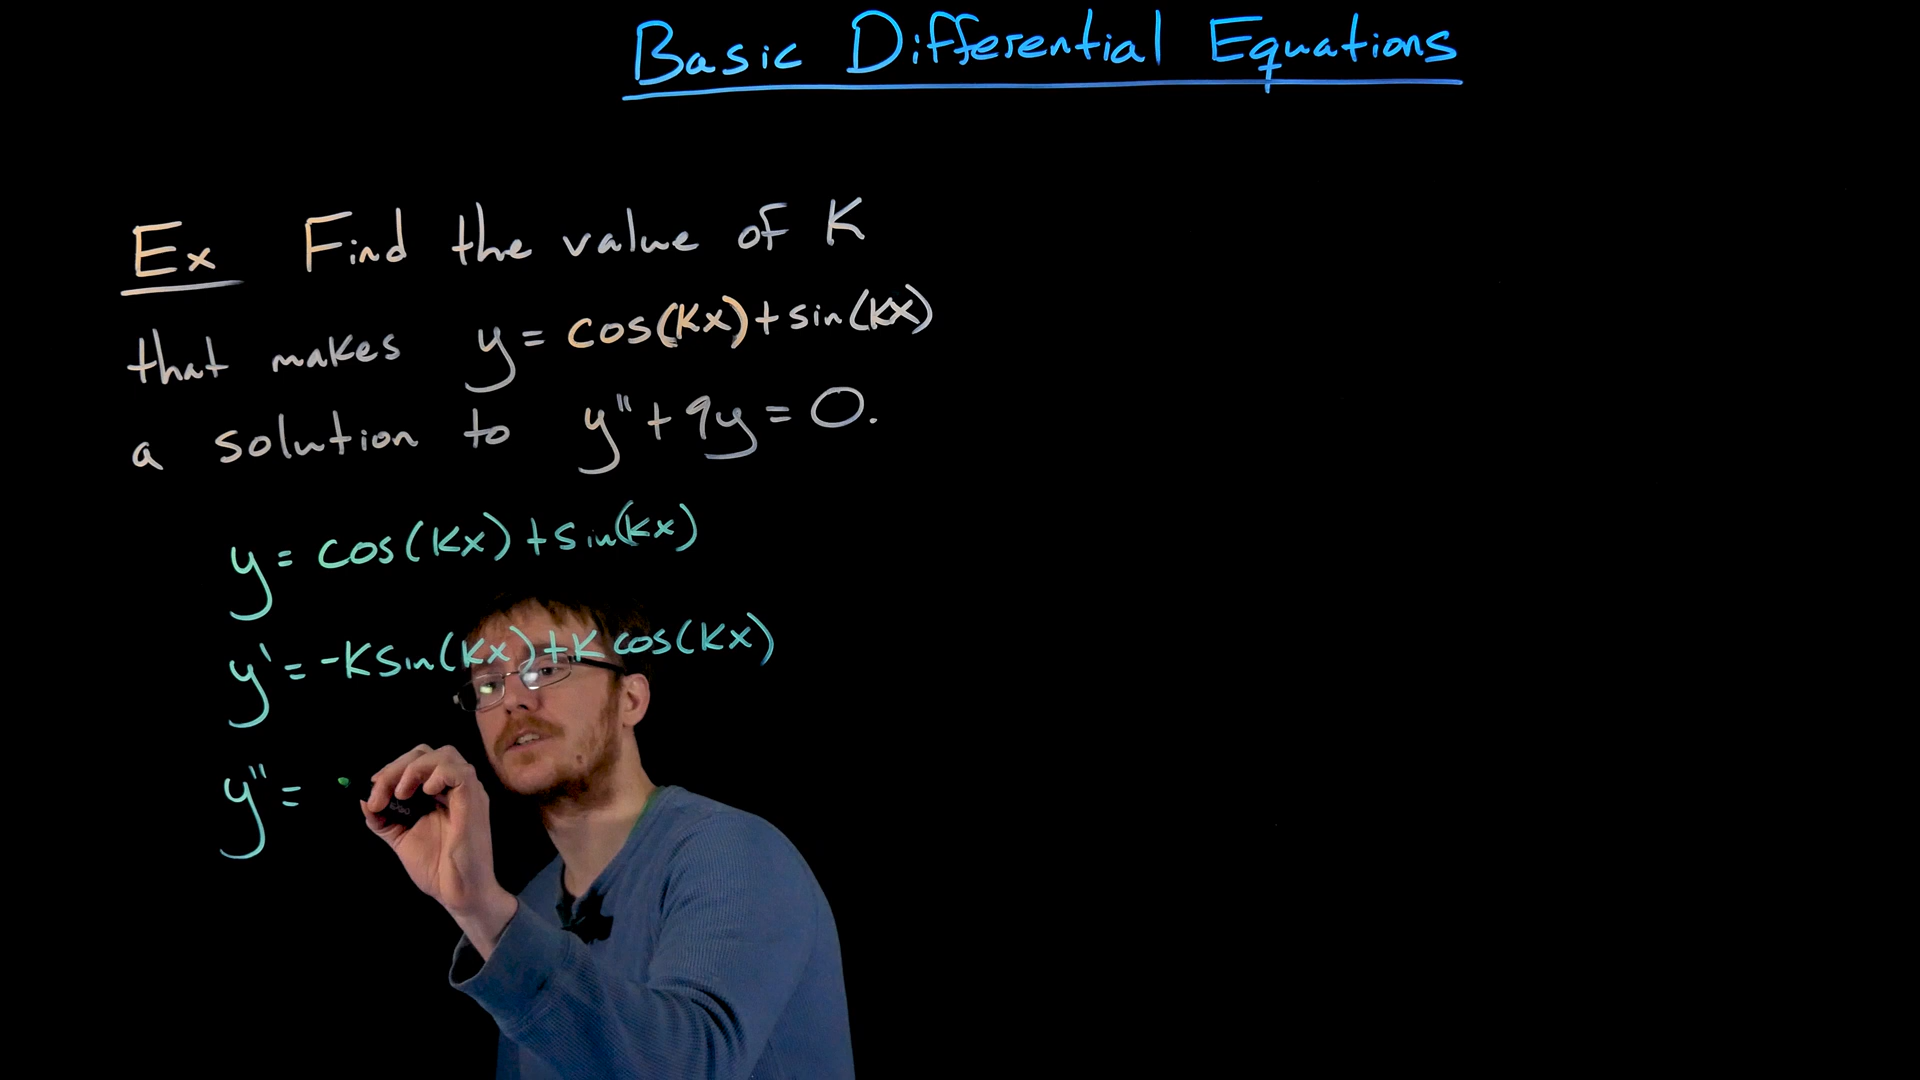 Basic Differential Equations
Ex Find the value of K
that makes y = cos(Kx)+sin(Kx)
a solution to y"+9y=0.
y= cos(Kx)+sin(Kx)
y'= -Ksin(Kx)+K cos(Kx)
y"=